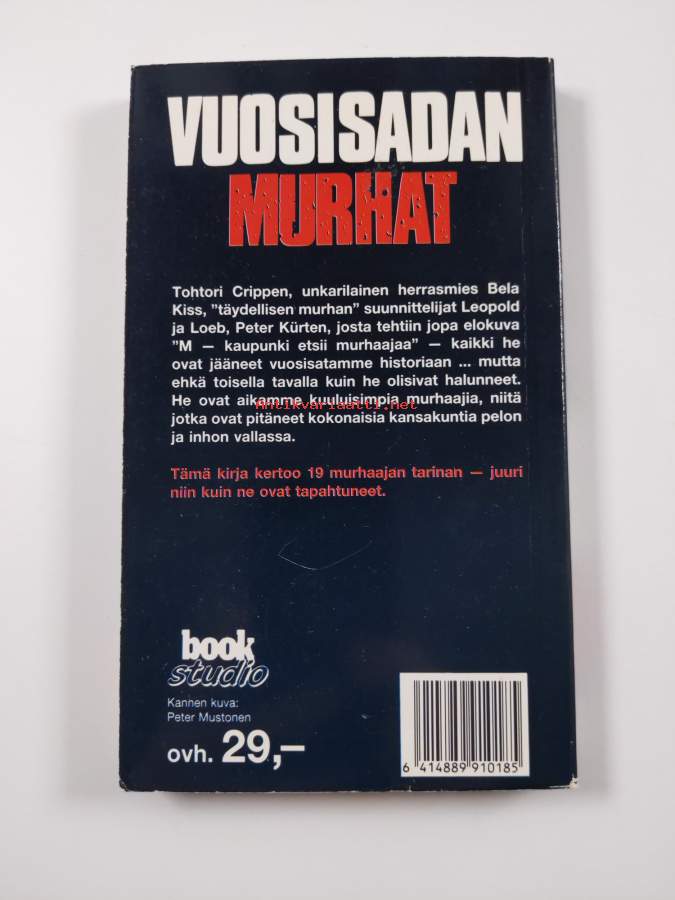 VUOSISADAN
MURHAT
Tohtori Crippen, unkarilainen herrasmies Bela
Kiss, ”täydellisen murhan” suunnittelijat Leopold
ja Loeb, Peter Kürten, josta tehtiin jopa elokuva
”M — kaupunki etsii murhaajaa” — kaikki he
ovat jääneet vuosisatamme historiaan ... mutta
ehkä toisella tavalla kuin he olisivat halunneet.
He ovat aikamme kuuluisimpia murhaajia, niitä
Antikvariaatti.net
jotka ovat pitäneet kokonaisia kansakuntia pelon
ja inhon vallassa.
Tämä kirja kertoo 19 murhaajan tarinan — juuri
niin kuin ne ovat tapahtuneet.
book
studio
Kannen kuva:
Peter Mustonen
ovh. 29,–
6 414889 910185